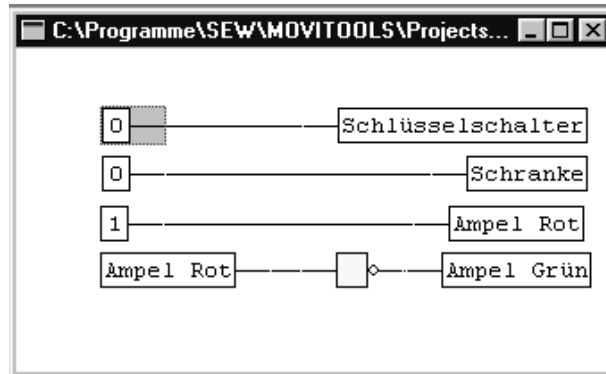 C:\Programme\SEW\MOVITOOLS\Projects...
0 Schlüsselschalter
0 Schranke
1 Ampel Rot
Ampel Rot Ampel Grün